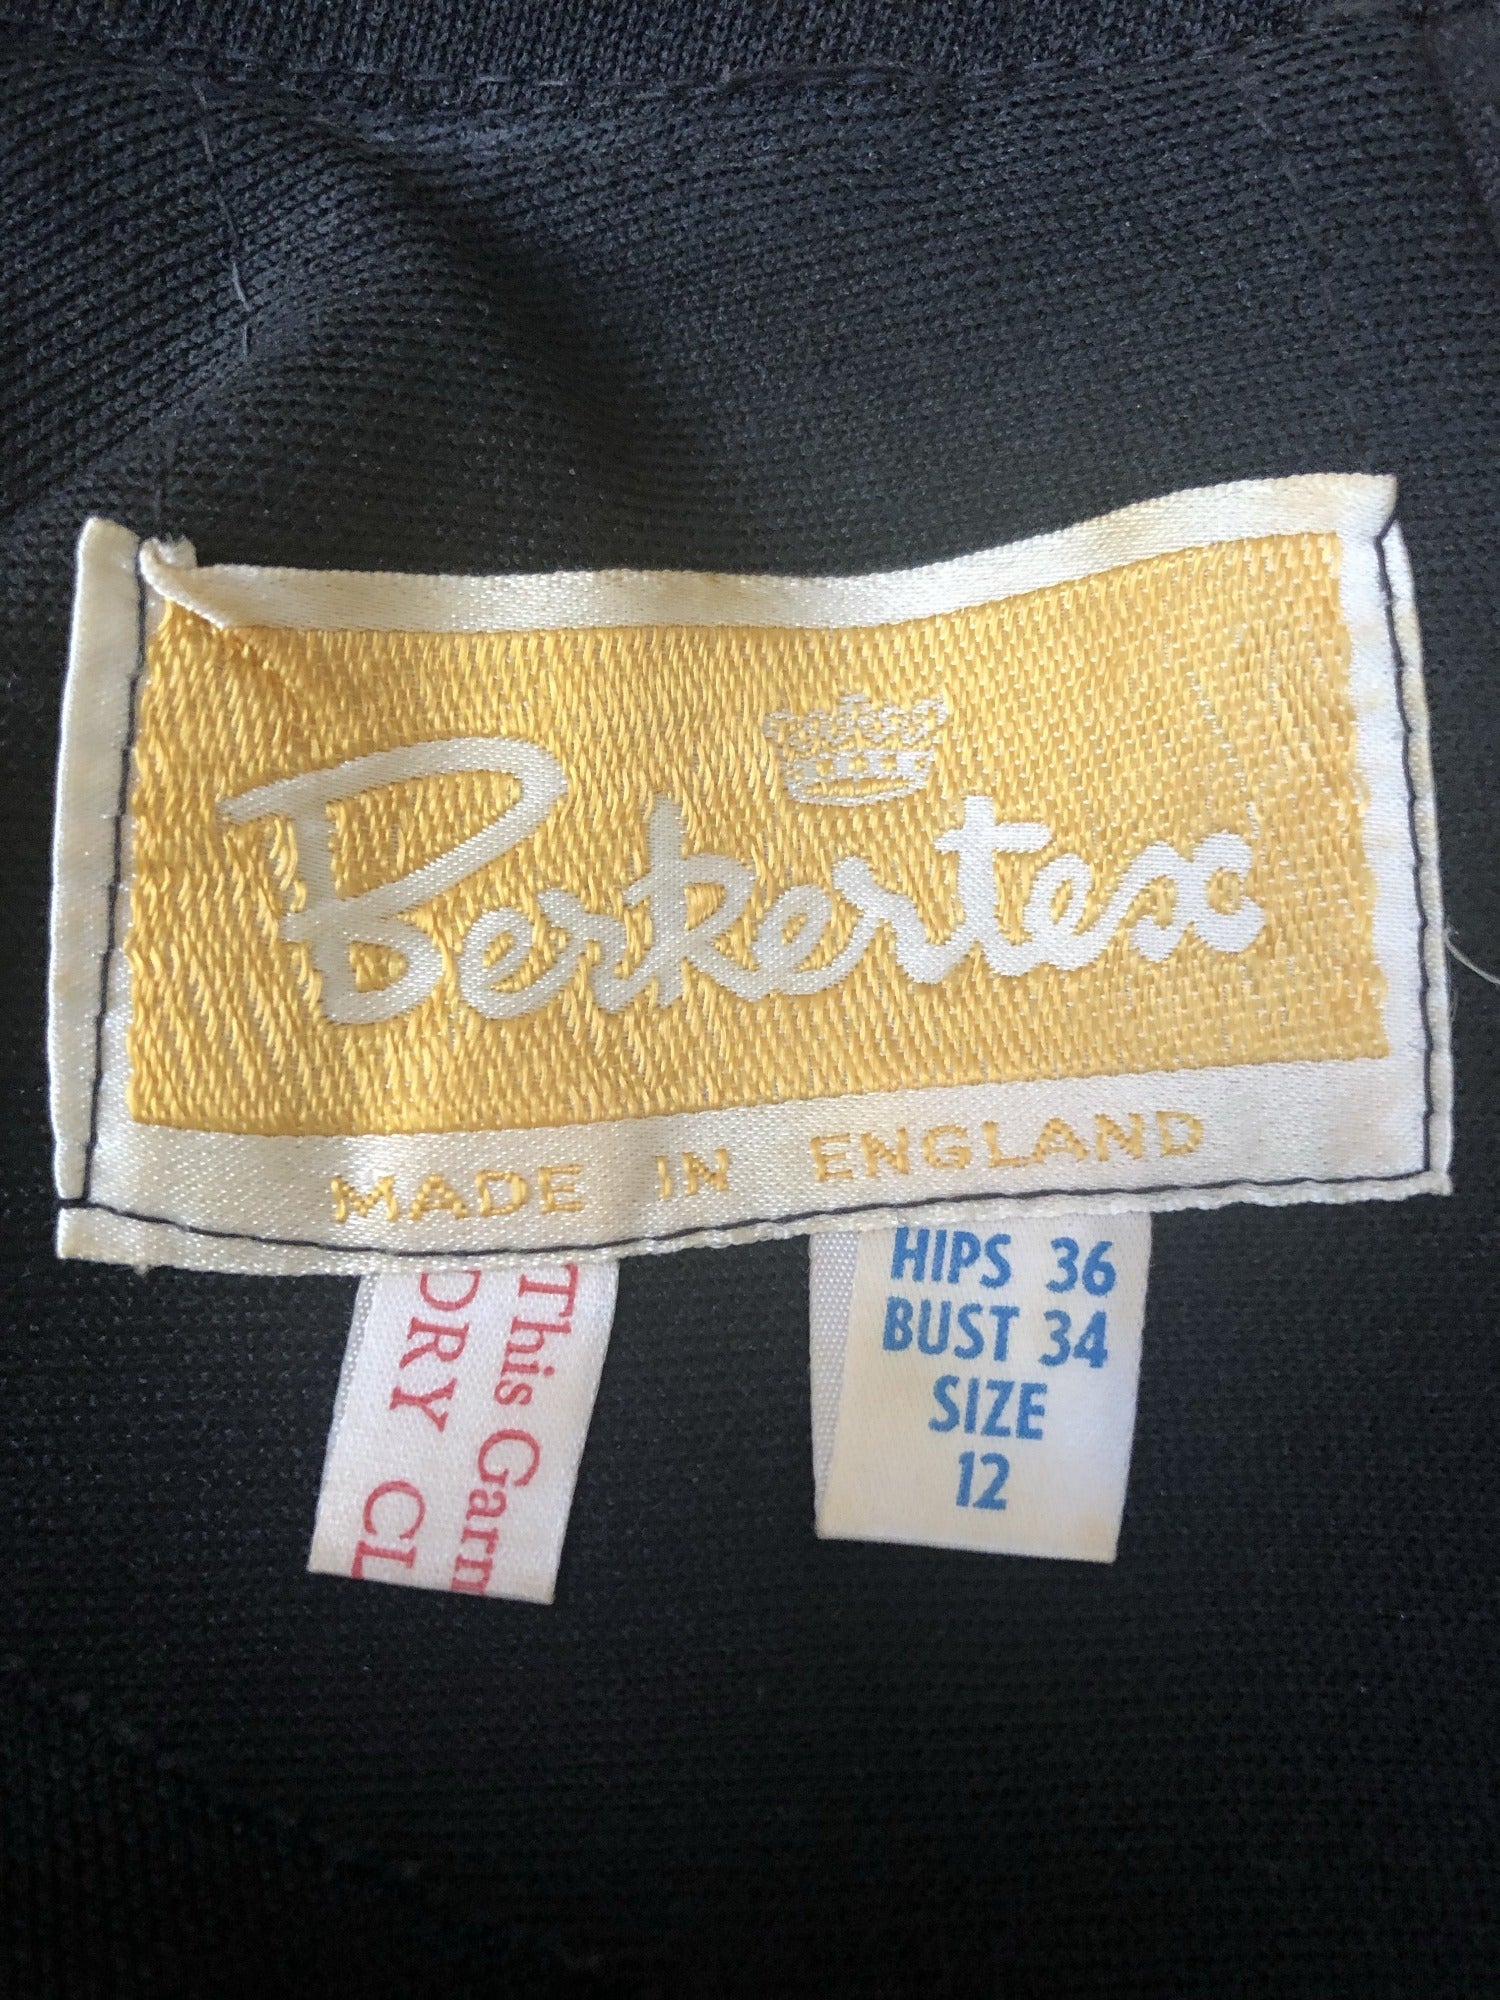 Berkertex
MADE IN ENGLAND
This Garm
DRY CL
HIPS 36
BUST 34
SIZE
12